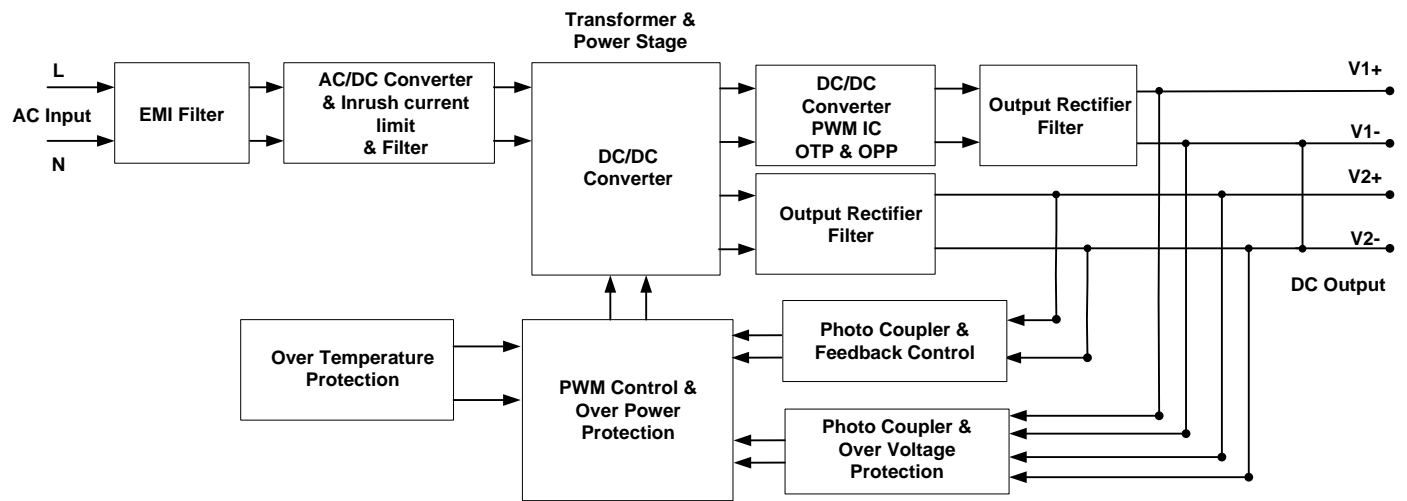 Transformer &
Power Stage
L
AC Input
N
EMI Filter
AC/DC Converter
& Inrush current
limit
& Filter
DC/DC
Converter
DC/DC
Converter
PWM IC
OTP & OPP
Output Rectifier
Filter
Output Rectifier
Filter
V1+
V1-
V2+
V2-
DC Output
Over Temperature
Protection
PWM Control &
Over Power
Protection
Photo Coupler &
Feedback Control
Photo Coupler &
Over Voltage
Protection